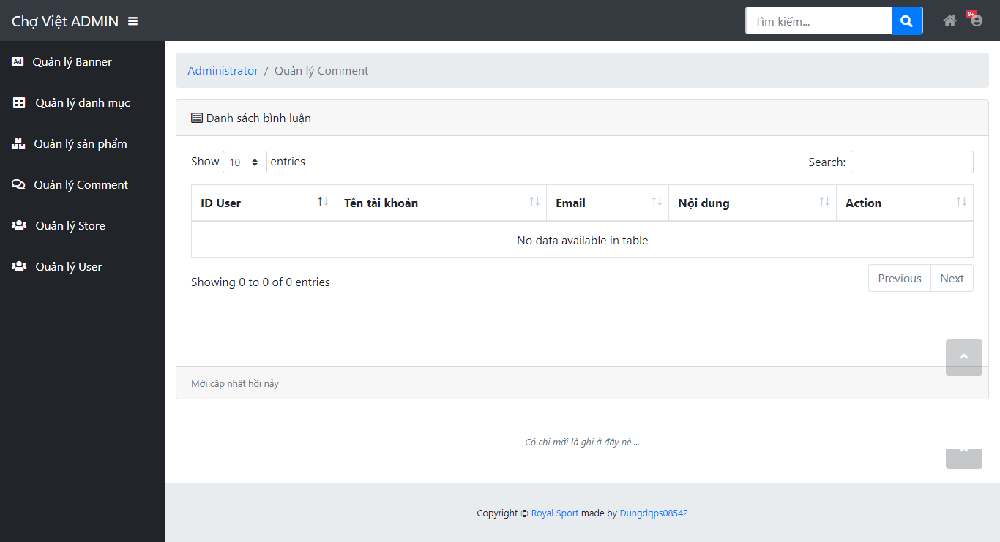 Chợ Việt ADMIN
Tìm kiếm...
9+
Ad Quản lý Banner
Quản lý danh mục
Quản lý sản phẩm
Quản lý Comment
Quản lý Store
Quản lý User
Administrator / Quản lý Comment
Danh sách bình luận
Show 10 entries
Search:
ID User Tên tài khoản Email Nội dung Action
No data available in table
Showing 0 to 0 of 0 entries
Previous Next
Mới cập nhật hồi nảy
Có chi mới là ghi ở đây nè ...
Copyright © Royal Sport made by Dungdqps08542